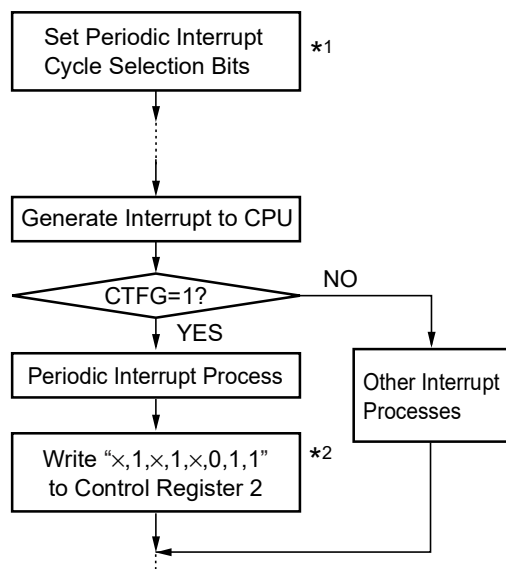 Set Periodic Interrupt
Cycle Selection Bits
*1
Generate Interrupt to CPU
CTFG=1?
NO
YES
Periodic Interrupt Process
Other Interrupt
Processes
Write “×,1,×,1,×,0,1,1”
to Control Register 2
*2